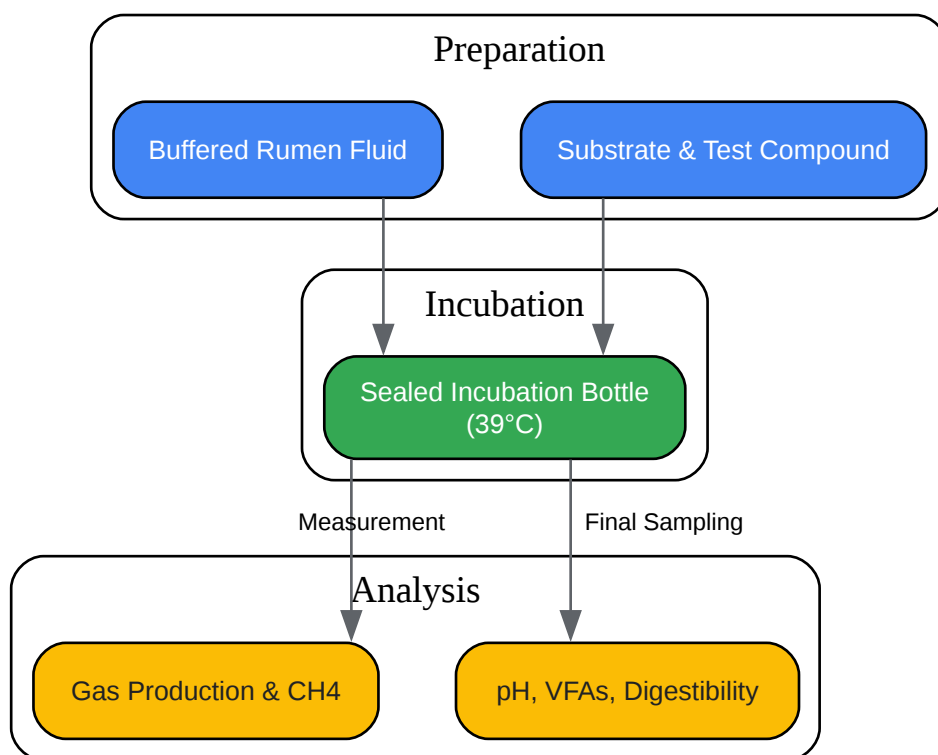 Preparation
Buffered Rumen Fluid
Substrate & Test Compound
Incubation
Sealed Incubation Bottle
(39°C)
Measurement
Final Sampling
Analysis
Gas Production & CH4
pH, VFAs, Digestibility